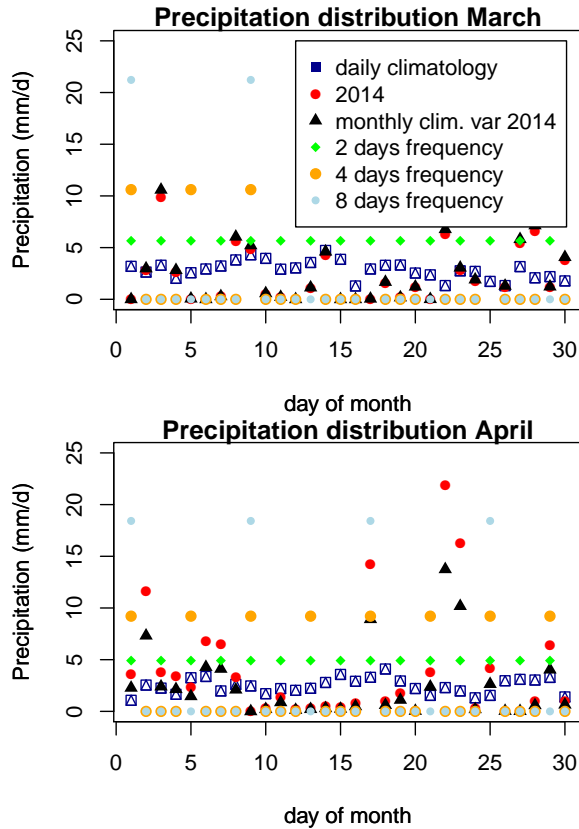 Precipitation distribution March
Precipitation (mm/d)
25
20
15
10
5
0
daily climatology
2014
monthly clim. var 2014
2 days frequency
4 days frequency
8 days frequency
0 5 10 15 20 25 30
day of month
Precipitation distribution April
Precipitation (mm/d)
25
20
15
10
5
0
0 5 10 15 20 25 30
day of month